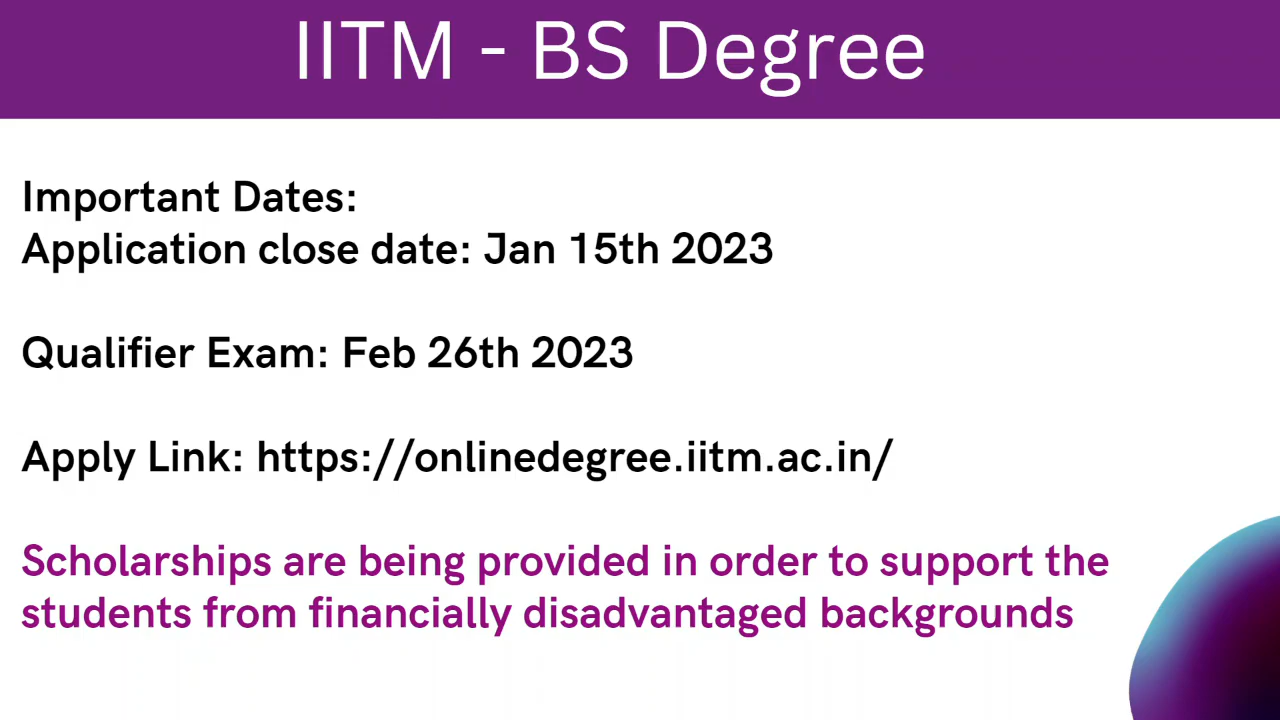 IITM - BS Degree
Important Dates:
Application close date: Jan 15th 2023
Qualifier Exam: Feb 26th 2023
Apply Link: https://onlinedegree.iitm.ac.in/
Scholarships are being provided in order to support the
students from financially disadvantaged backgrounds